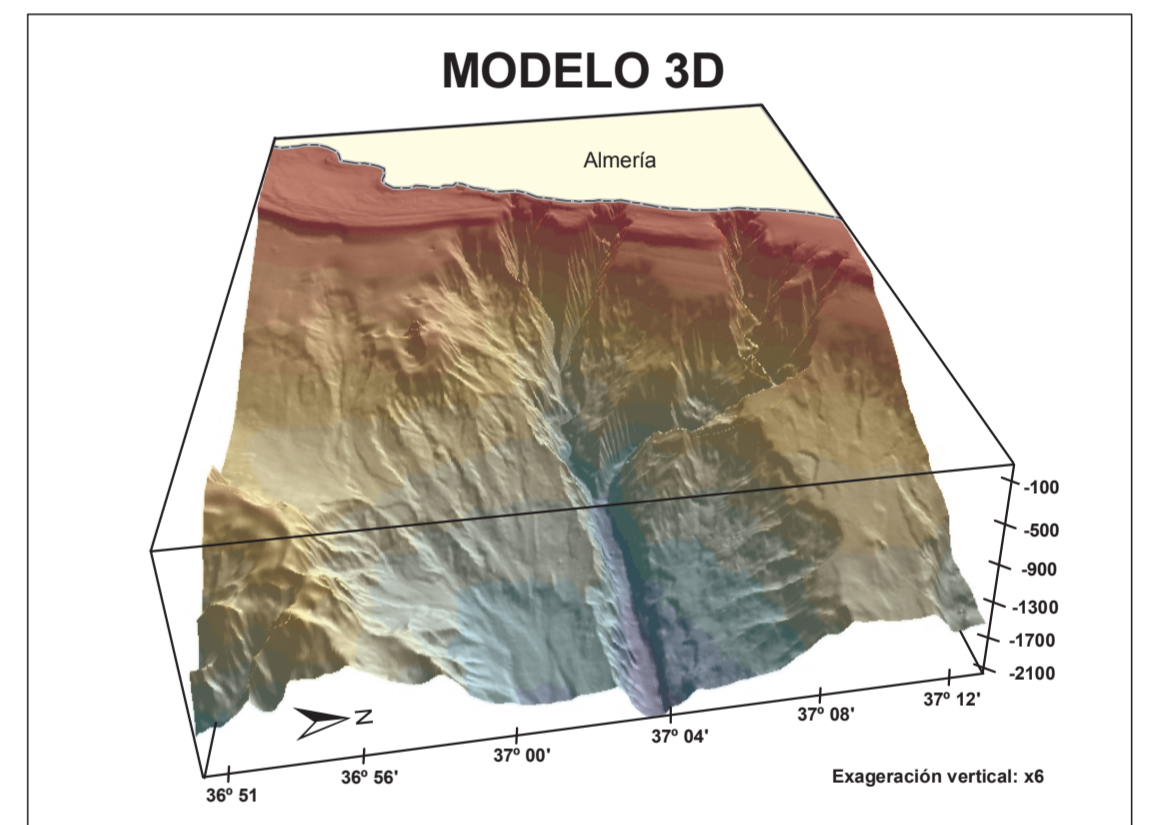 MODELO 3D
Almería
-100
-500
-900
-1300
-1700
-2100
37º 12'
37º 08'
37º 04'
37º 00'
36º 56'
36º 51
N
Exageración vertical: x6